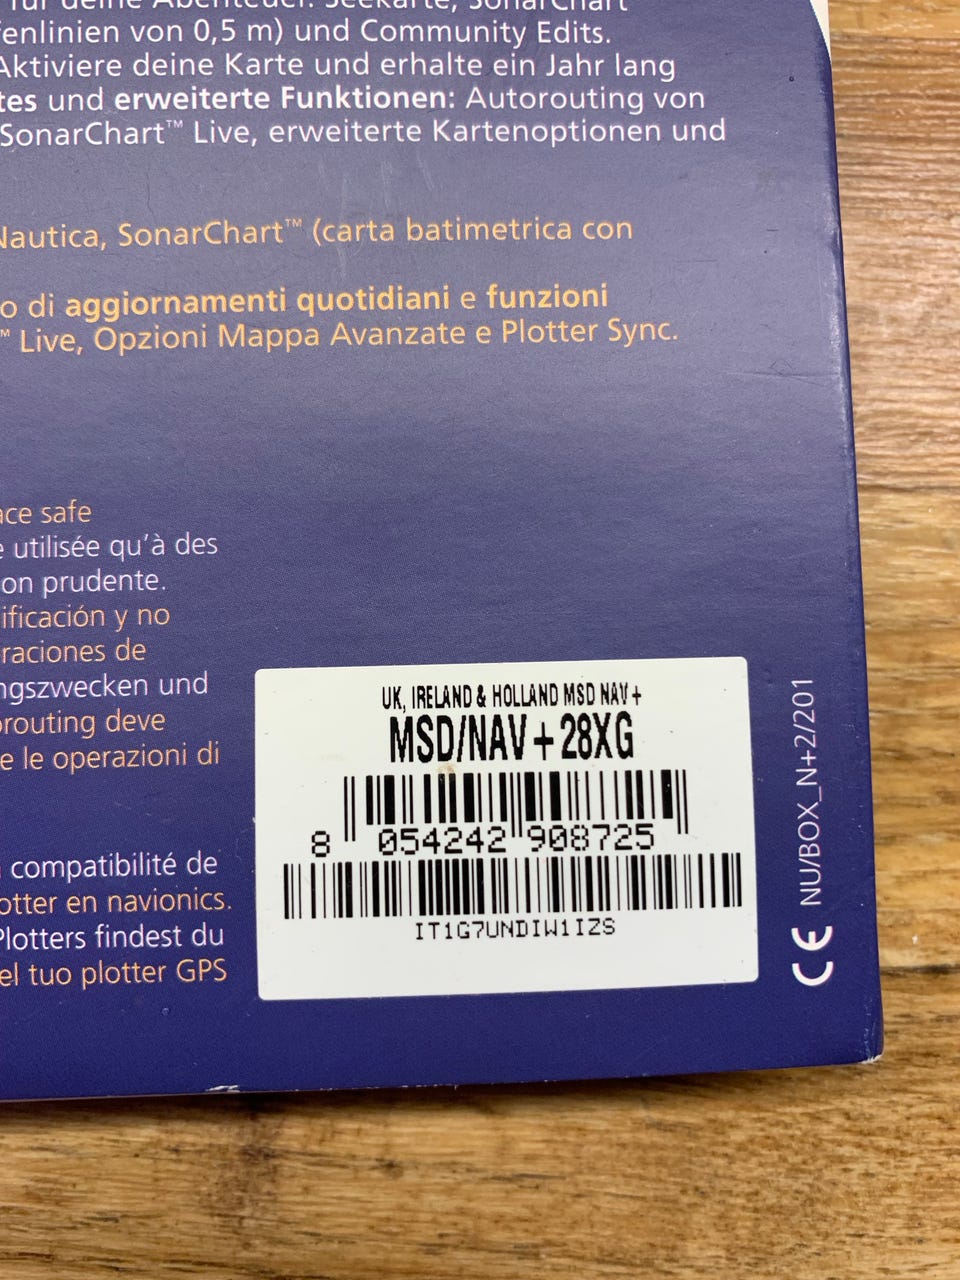 für deine Abenteuer: Seekarte, SonarChart
enlinien von 0,5 m) und Community Edits.
Aktiviere deine Karte und erhalte ein Jahr lang
tes und erweiterte Funktionen: Autorouting von
SonarChart™ Live, erweiterte Kartenoptionen und
Nautica, SonarChart™ (carta batimetrica con
o di aggiornamenti quotidiani e funzioni
™ Live, Opzioni Mappa Avanzate e Plotter Sync.
ace safe
e utilisée qu'à des
on prudente.
ificación y no
raciones de
ngszwecken und
orouting deve
e le operazioni di
compatibilité de
otter en navionics.
Plotters findest du
el tuo plotter GPS
UK, IRELAND & HOLLAND MSD NAV +
MSD/NAV + 28XG
8 054242 908725
IT1G7UNDIW1IZS
CE NU/BOX_N+2/201